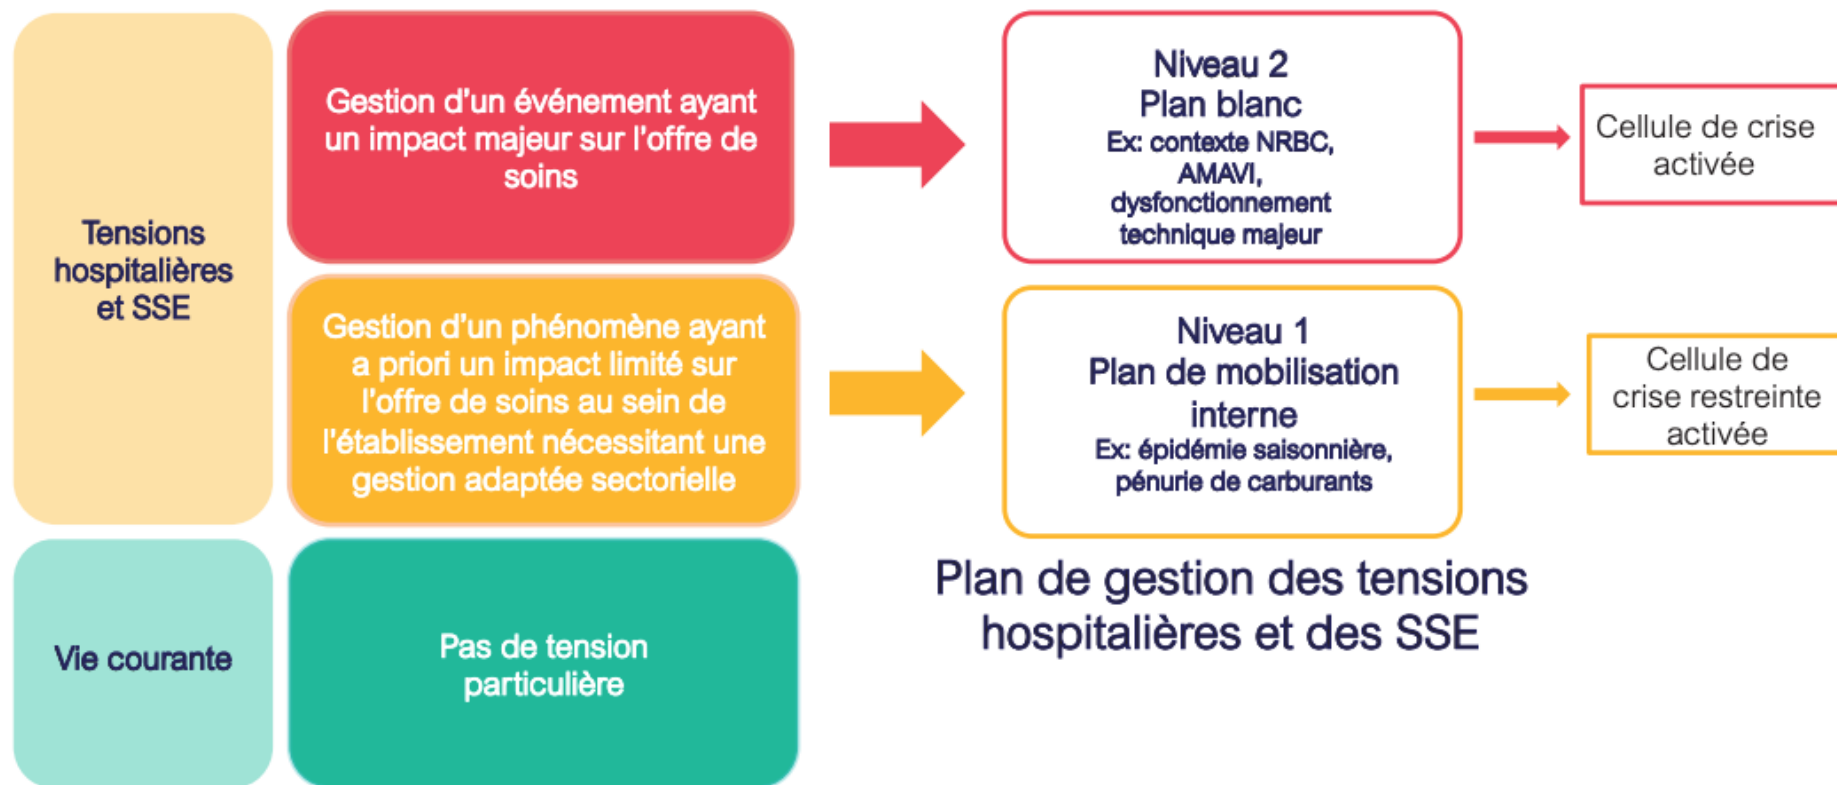 Tensions
hospitalières
et SSE
Gestion d'un événement ayant
un impact majeur sur l'offre de
soins
Niveau 2
Plan blanc
Ex: contexte NRBC,
AMAVI,
dysfonctionnement
technique majeur
Cellule de crise
activée
Gestion d'un phénomène ayant
a priori un impact limité sur
l'offre de soins au sein de
l'établissement nécessitant une
gestion adaptée sectorielle
Niveau 1
Plan de mobilisation
interne
Ex: épidémie saisonnière,
pénurie de carburants
Cellule de
crise restreinte
activée
Vie courante
Pas de tension
particulière
Plan de gestion des tensions
hospitalières et des SSE